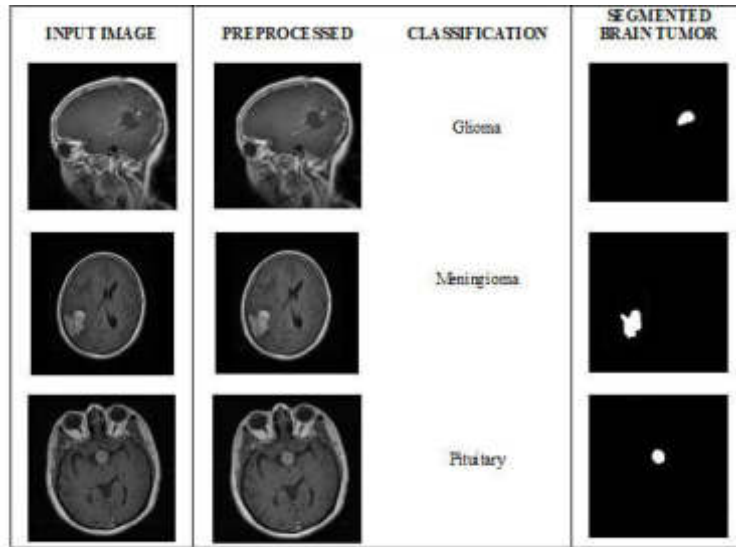 INPUT IMAGE
PREPROCESSED
CLASSIFICATION
SEGMENTED
BRAIN TUMOR
Glioma
Meningioma
Pituitary